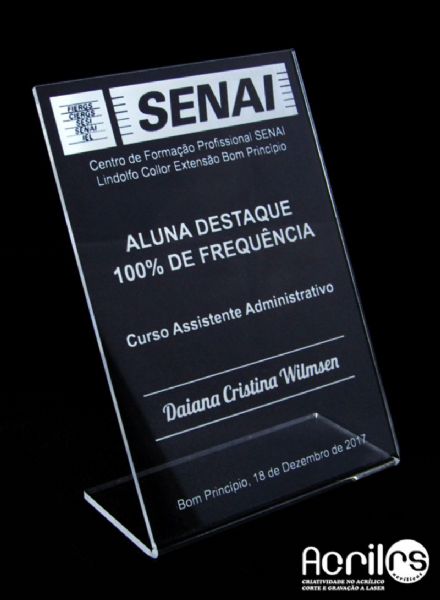 FIERGS
CIERGS
SESI
SENAI
IEL
SENAI
Centro de Formação Profissional SENAI
Lindolfo Collor Extensão Bom Princípio
ALUNA DESTAQUE
100% DE FREQUÊNCIA
Curso Assistente Administrativo
Daiana Cristina Wilmsen
Bom Princípio, 18 de Dezembro de 2017
Acrilrs
acrílicos
CRIATIVIDADE NO ACRÍLICO
CORTE E GRAVAÇÃO A LASER